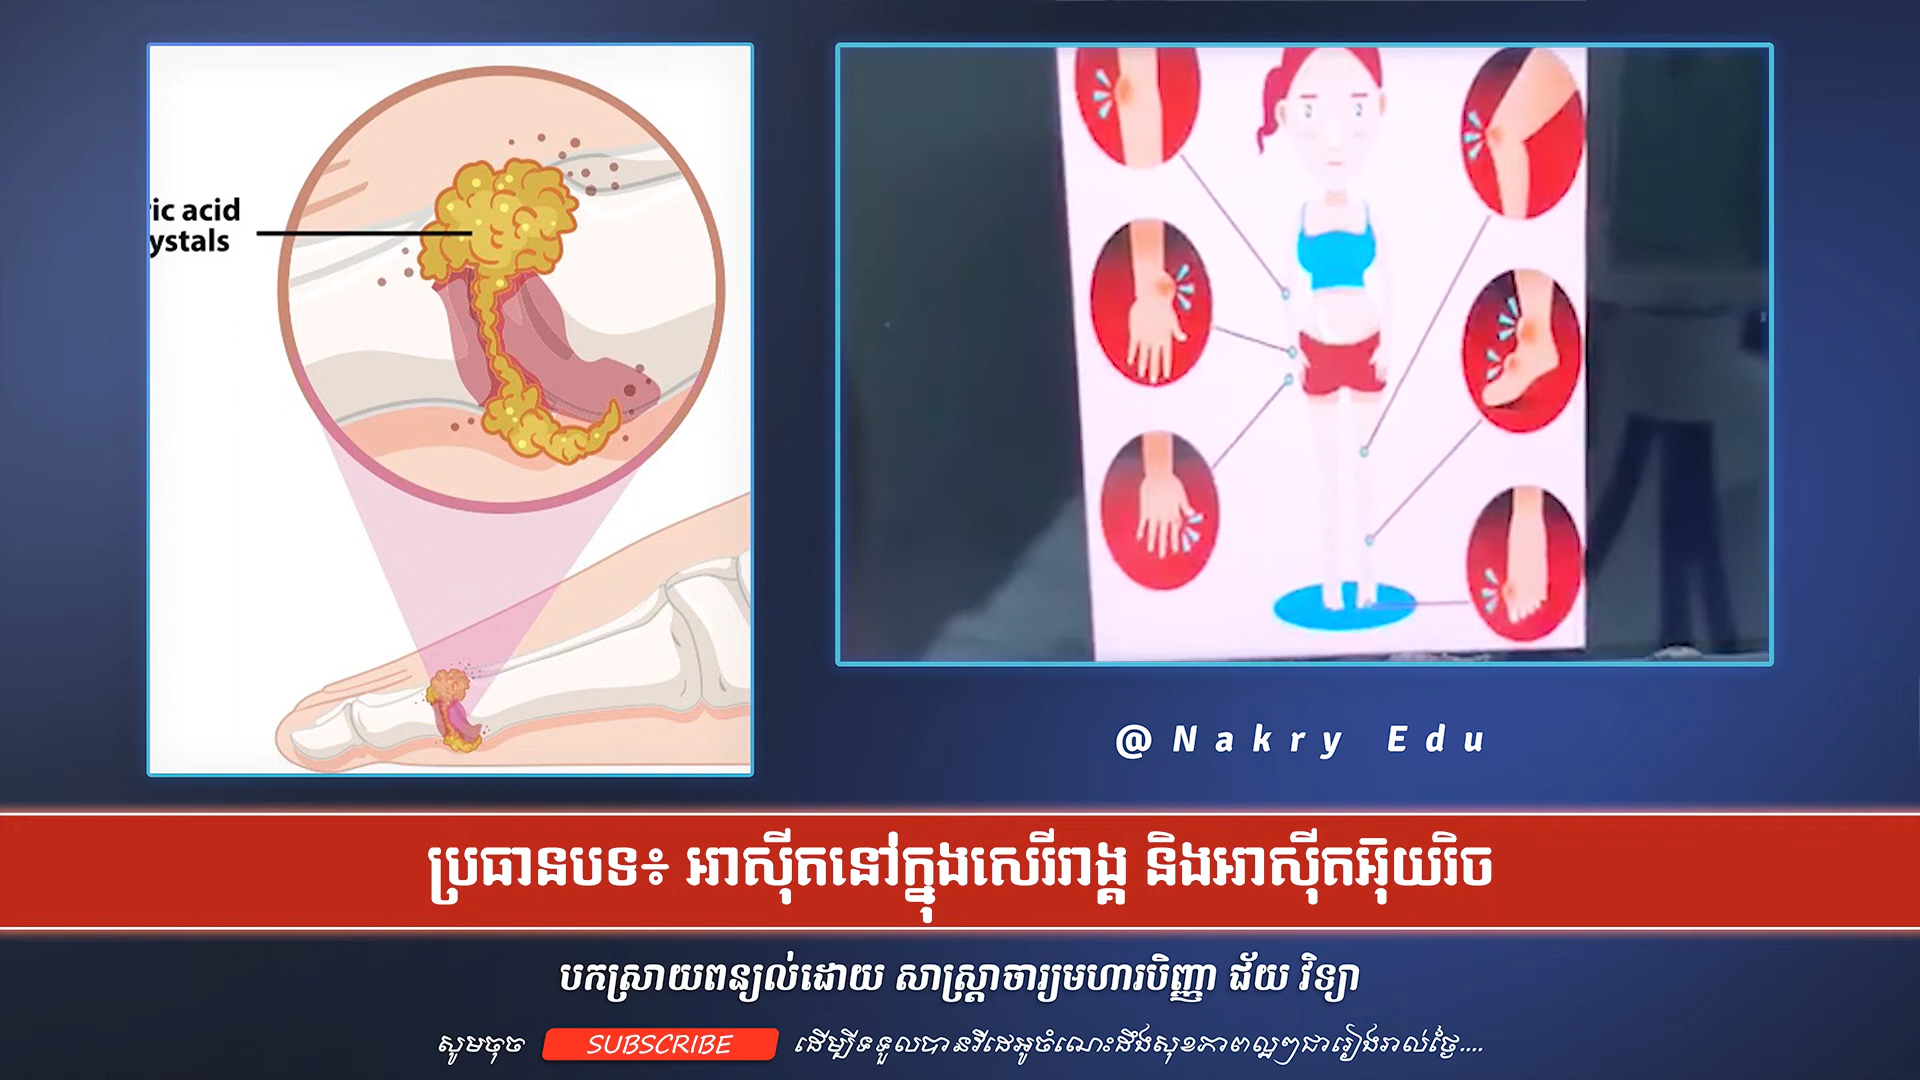 ric acid
ystals
@Nakry Edu
ប្រធានបទ៖ អាស៊ីតនៅក្នុងសេរីរាង្គ និងអាស៊ីតអ៊ុយរិច
បកស្រាយពន្យល់ដោយ សាស្ត្រាចារ្យមហាបរិញ្ញា ជ័យ វិទ្យា
សូមចុច SUBSCRIBE ដើម្បីទទួលបានវីដេអូចំណេះដឹងសុខភាពល្អៗជារៀងរាល់ថ្ងៃ....